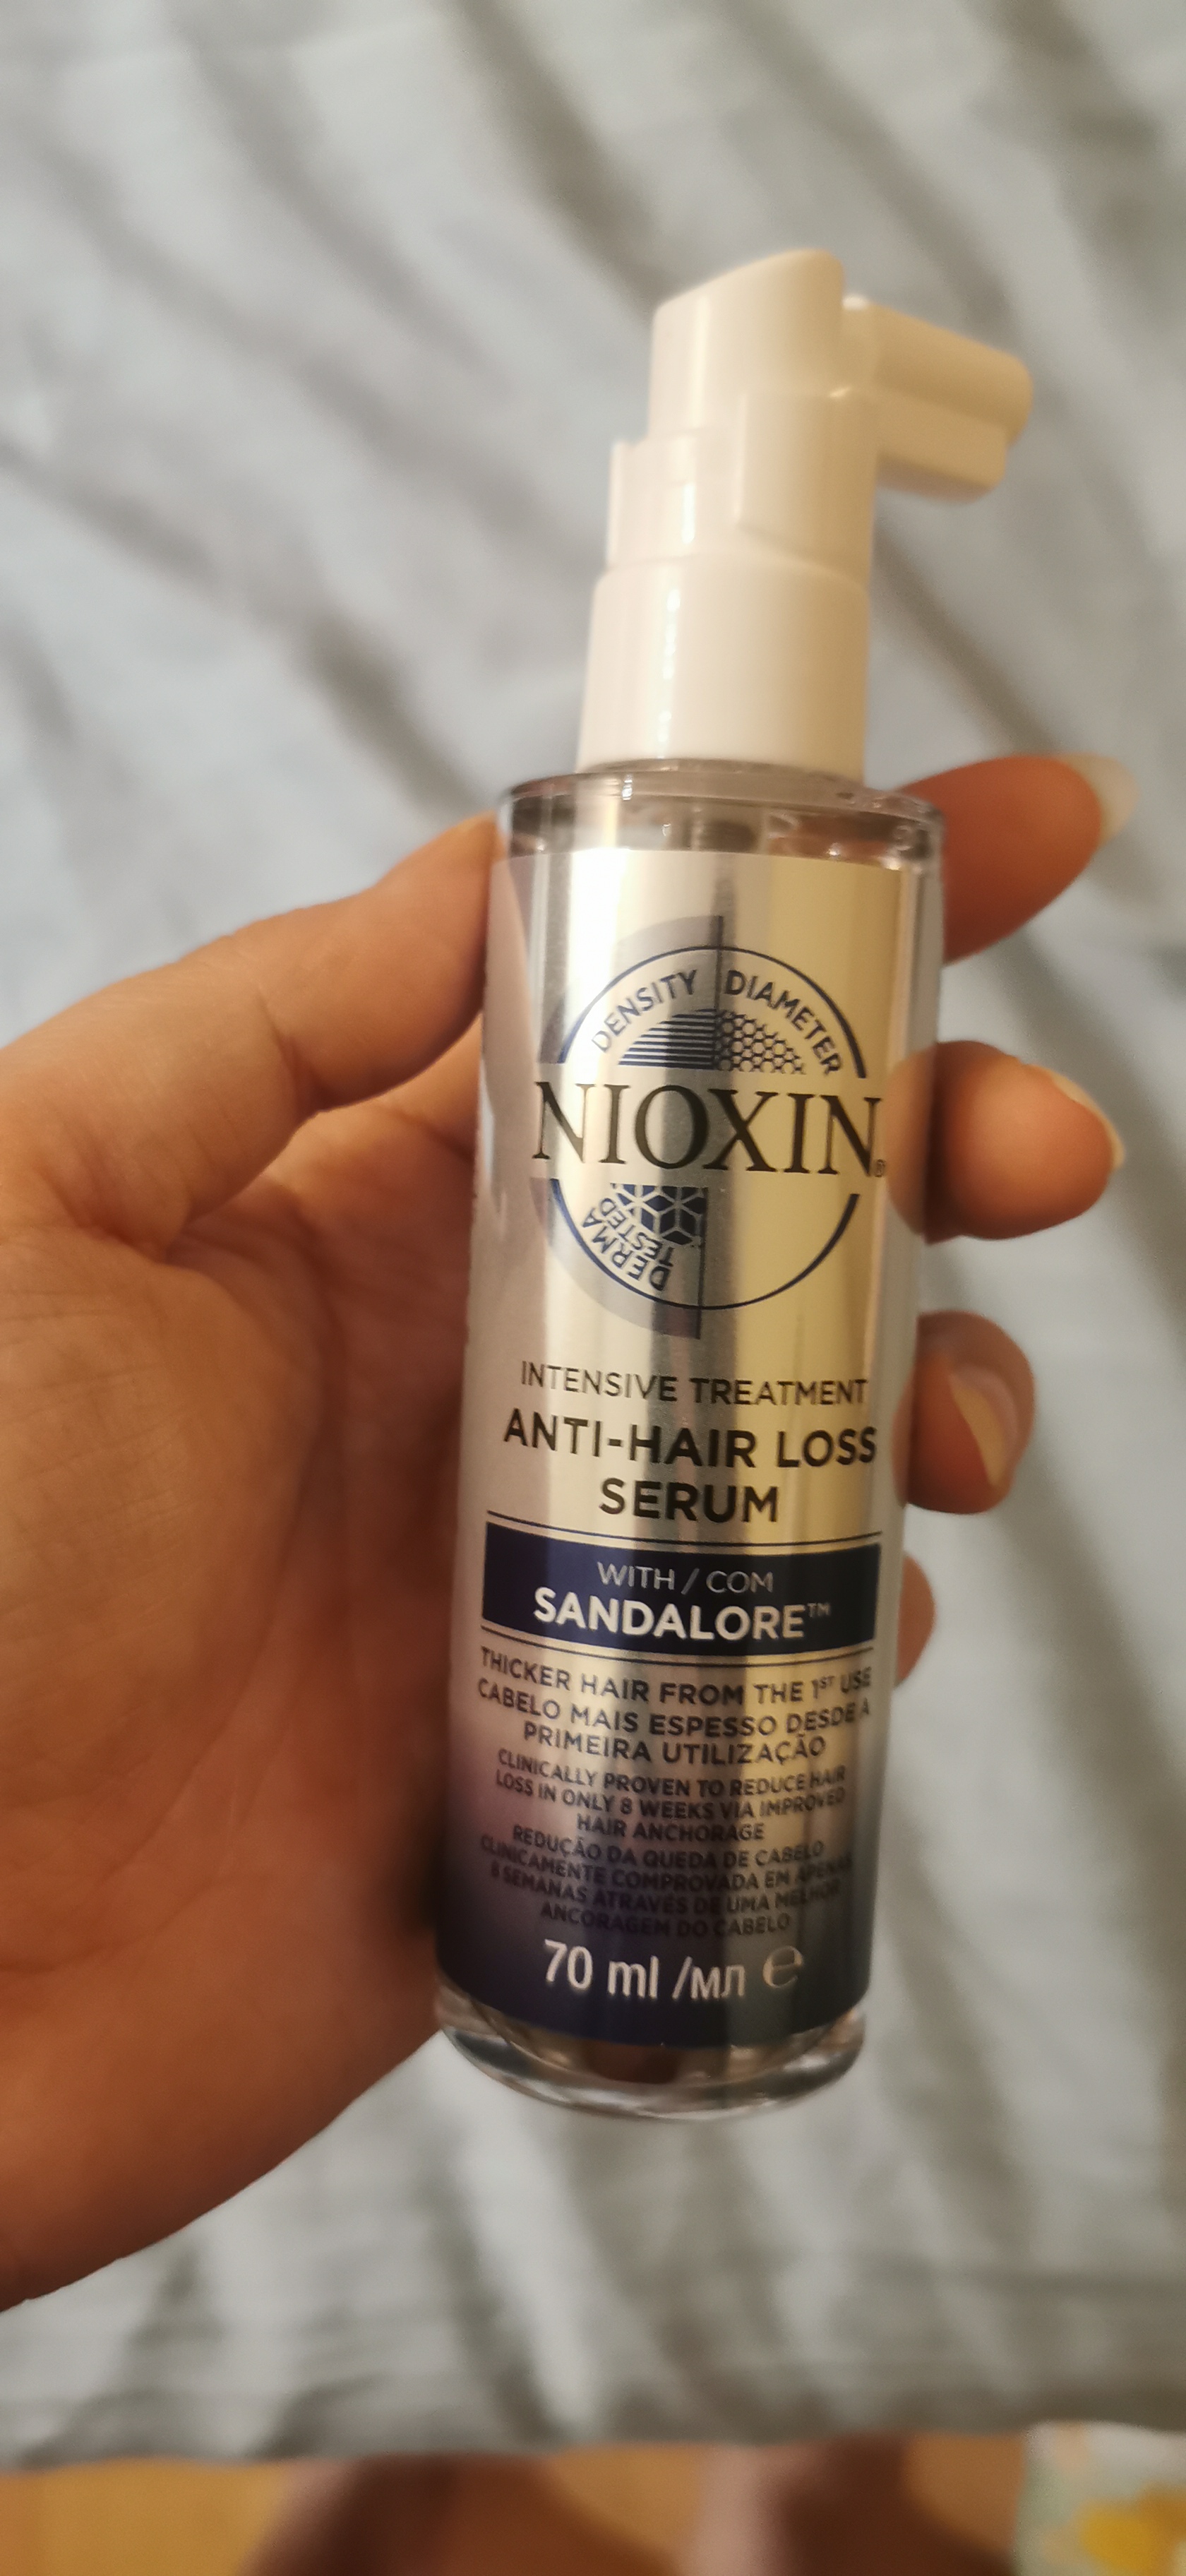 DENSITY DIAMETER
NIOXIN®
DERMA
TESTED
INTENSIVE TREATMENT
ANTI-HAIR LOSS
SERUM
WITH / COM
SANDALORE™
THICKER HAIR FROM THE 1ST USE
CABELO MAIS ESPESSO DESDE A
PRIMEIRA UTILIZAÇÃO
CLINICALLY PROVEN TO REDUCE HAIR
LOSS IN ONLY 8 WEEKS VIA IMPROVED
HAIR ANCHORAGE
REDUÇÃO DA QUEDA DE CABELO
CLINICAMENTE COMPROVADA EM APENAS
8 SEMANAS ATRAVÉS DE UMA MELHOR
ANCORAGEM DO CABELO
70 ml /мл ℮